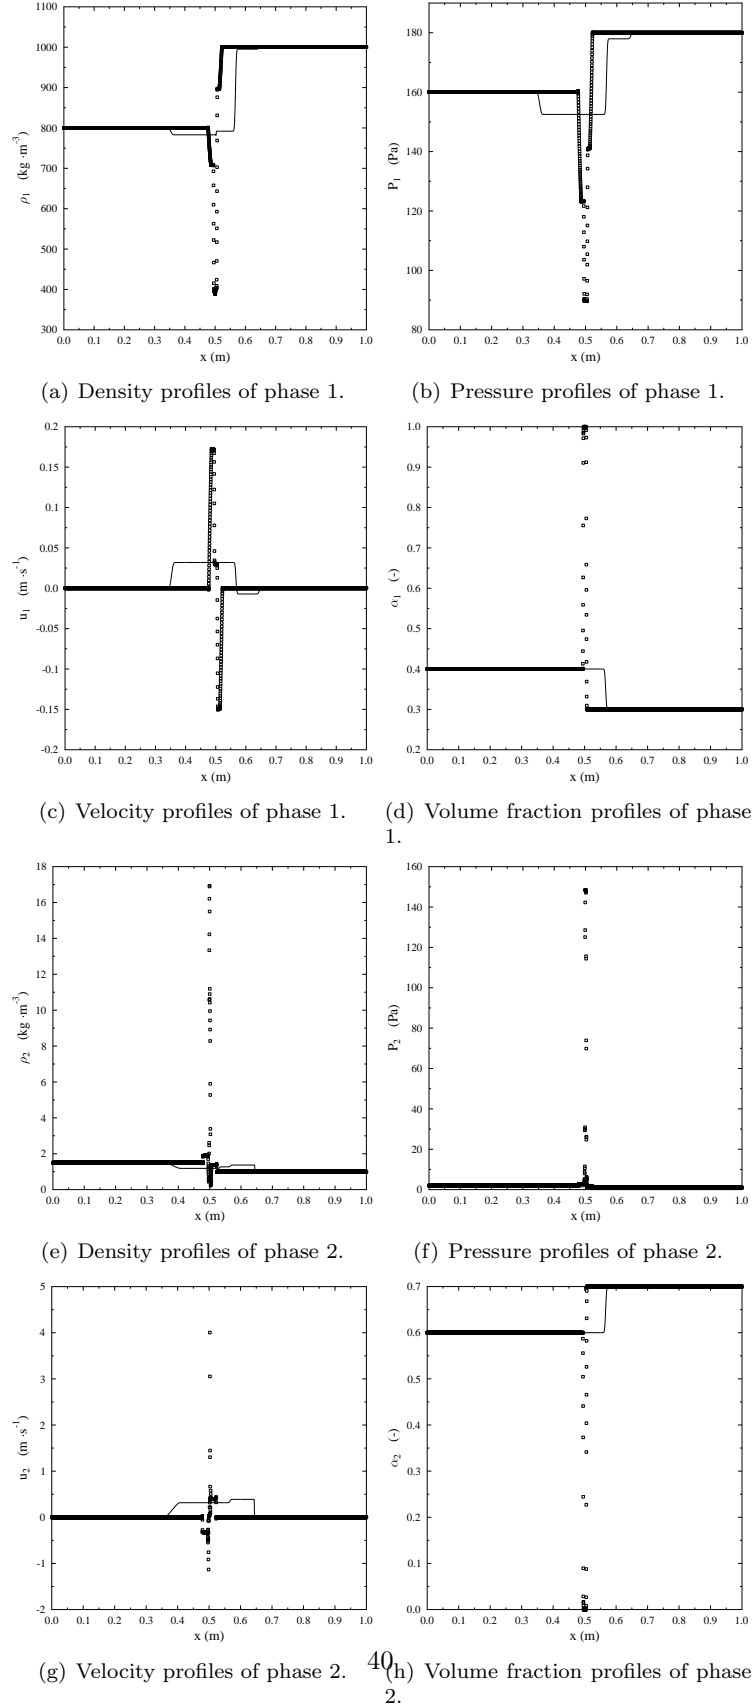 1100
1000
900
800
700
600
500
400
300
ρ₁ (kg ·m⁻³)
0.0 0.1 0.2 0.3 0.4 0.5 0.6 0.7 0.8 0.9 1.0
x (m)
(a) Density profiles of phase 1.
180
160
140
120
100
80
P₁ (Pa)
0.0 0.1 0.2 0.3 0.4 0.5 0.6 0.7 0.8 0.9 1.0
x (m)
(b) Pressure profiles of phase 1.
0.2
0.15
0.1
0.05
0.0
-0.05
-0.1
-0.15
-0.2
u₁ (m ·s⁻¹)
0.0 0.1 0.2 0.3 0.4 0.5 0.6 0.7 0.8 0.9 1.0
x (m)
(c) Velocity profiles of phase 1.
1.0
0.9
0.8
0.7
0.6
0.5
0.4
0.3
0.2
α₁ (-)
0.0 0.1 0.2 0.3 0.4 0.5 0.6 0.7 0.8 0.9 1.0
x (m)
(d) Volume fraction profiles of phase
1.
18
16
14
12
10
8
6
4
2
0
ρ₂ (kg ·m⁻³)
0.0 0.1 0.2 0.3 0.4 0.5 0.6 0.7 0.8 0.9 1.0
x (m)
(e) Density profiles of phase 2.
160
140
120
100
80
60
40
20
0
P₂ (Pa)
0.0 0.1 0.2 0.3 0.4 0.5 0.6 0.7 0.8 0.9 1.0
x (m)
(f) Pressure profiles of phase 2.
5
4
3
2
1
0
-1
-2
u₂ (m ·s⁻¹)
0.0 0.1 0.2 0.3 0.4 0.5 0.6 0.7 0.8 0.9 1.0
x (m)
(g) Velocity profiles of phase 2.
0.7
0.6
0.5
0.4
0.3
0.2
0.1
0.0
α₂ (-)
0.0 0.1 0.2 0.3 0.4 0.5 0.6 0.7 0.8 0.9 1.0
x (m)
(h) Volume fraction profiles of phase
2.
40